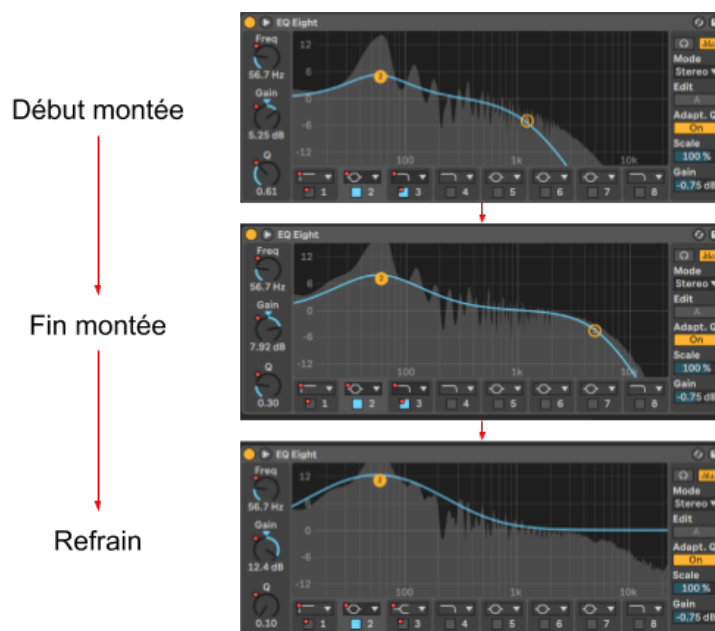 Début montée
Fin montée
Refrain
EQ Eight
Freq
56.7 Hz
Gain
5.25 dB
Q
0.61
12
6
0
-6
-12
100
1k
10k
2
1
2
3
4
5
6
7
8
Mode
Stereo
Edit
A
Adapt. Q
On
Scale
100 %
Gain
-0.75 dB
EQ Eight
Freq
56.7 Hz
Gain
7.92 dB
Q
0.30
12
6
0
-6
-12
100
1k
10k
2
1
2
3
4
5
6
7
8
Mode
Stereo
Edit
A
Adapt. Q
On
Scale
100 %
Gain
-0.75 dB
EQ Eight
Freq
56.7 Hz
Gain
12.4 dB
Q
0.10
12
6
0
-6
-12
100
1k
10k
2
1
2
3
4
5
6
7
8
Mode
Stereo
Edit
A
Adapt. Q
On
Scale
100 %
Gain
-0.75 dB